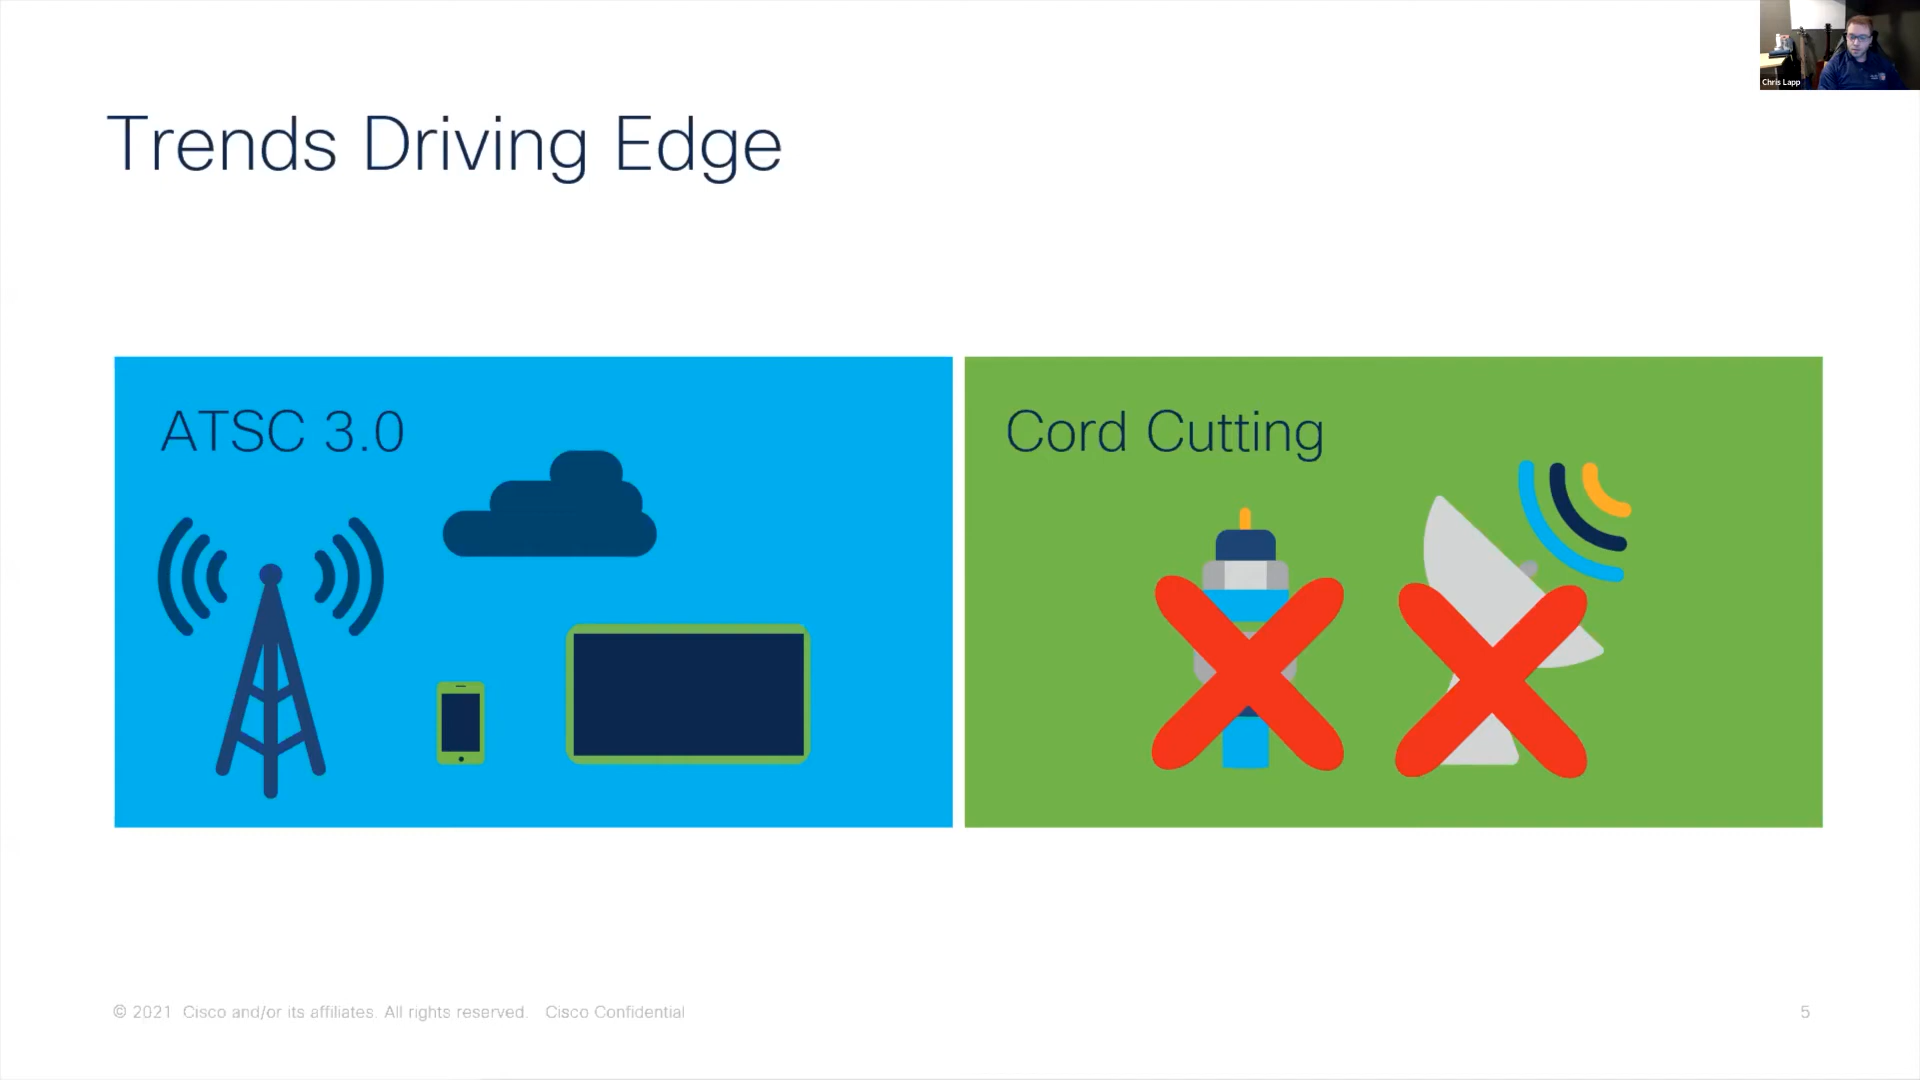 Chris Lapp
Trends Driving Edge
ATSC 3.0
Cord Cutting
© 2021 Cisco and/or its affiliates. All rights reserved. Cisco Confidential
5